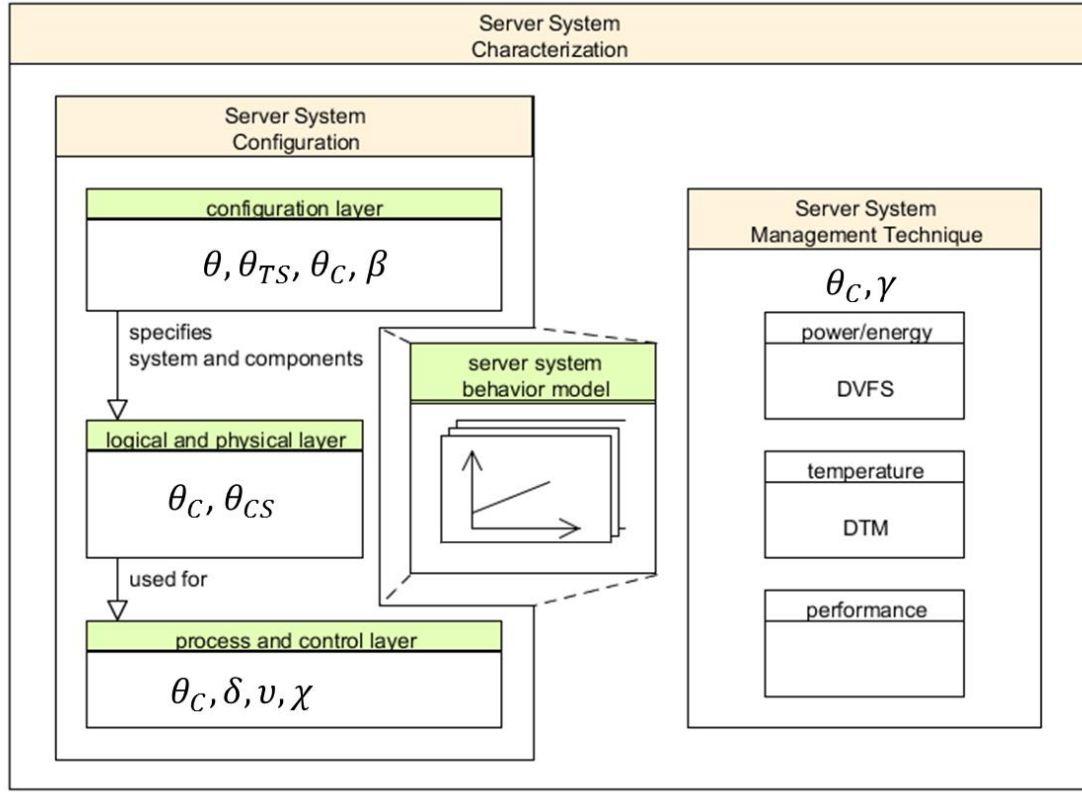 Server System
Characterization
Server System
Configuration
configuration layer
θ, θ_TS, θ_C, β
specifies
system and components
logical and physical layer
θ_C, θ_CS
used for
process and control layer
θ_C, δ, υ, χ
server system
behavior model
Server System
Management Technique
θ_C, γ
power/energy
DVFS
temperature
DTM
performance